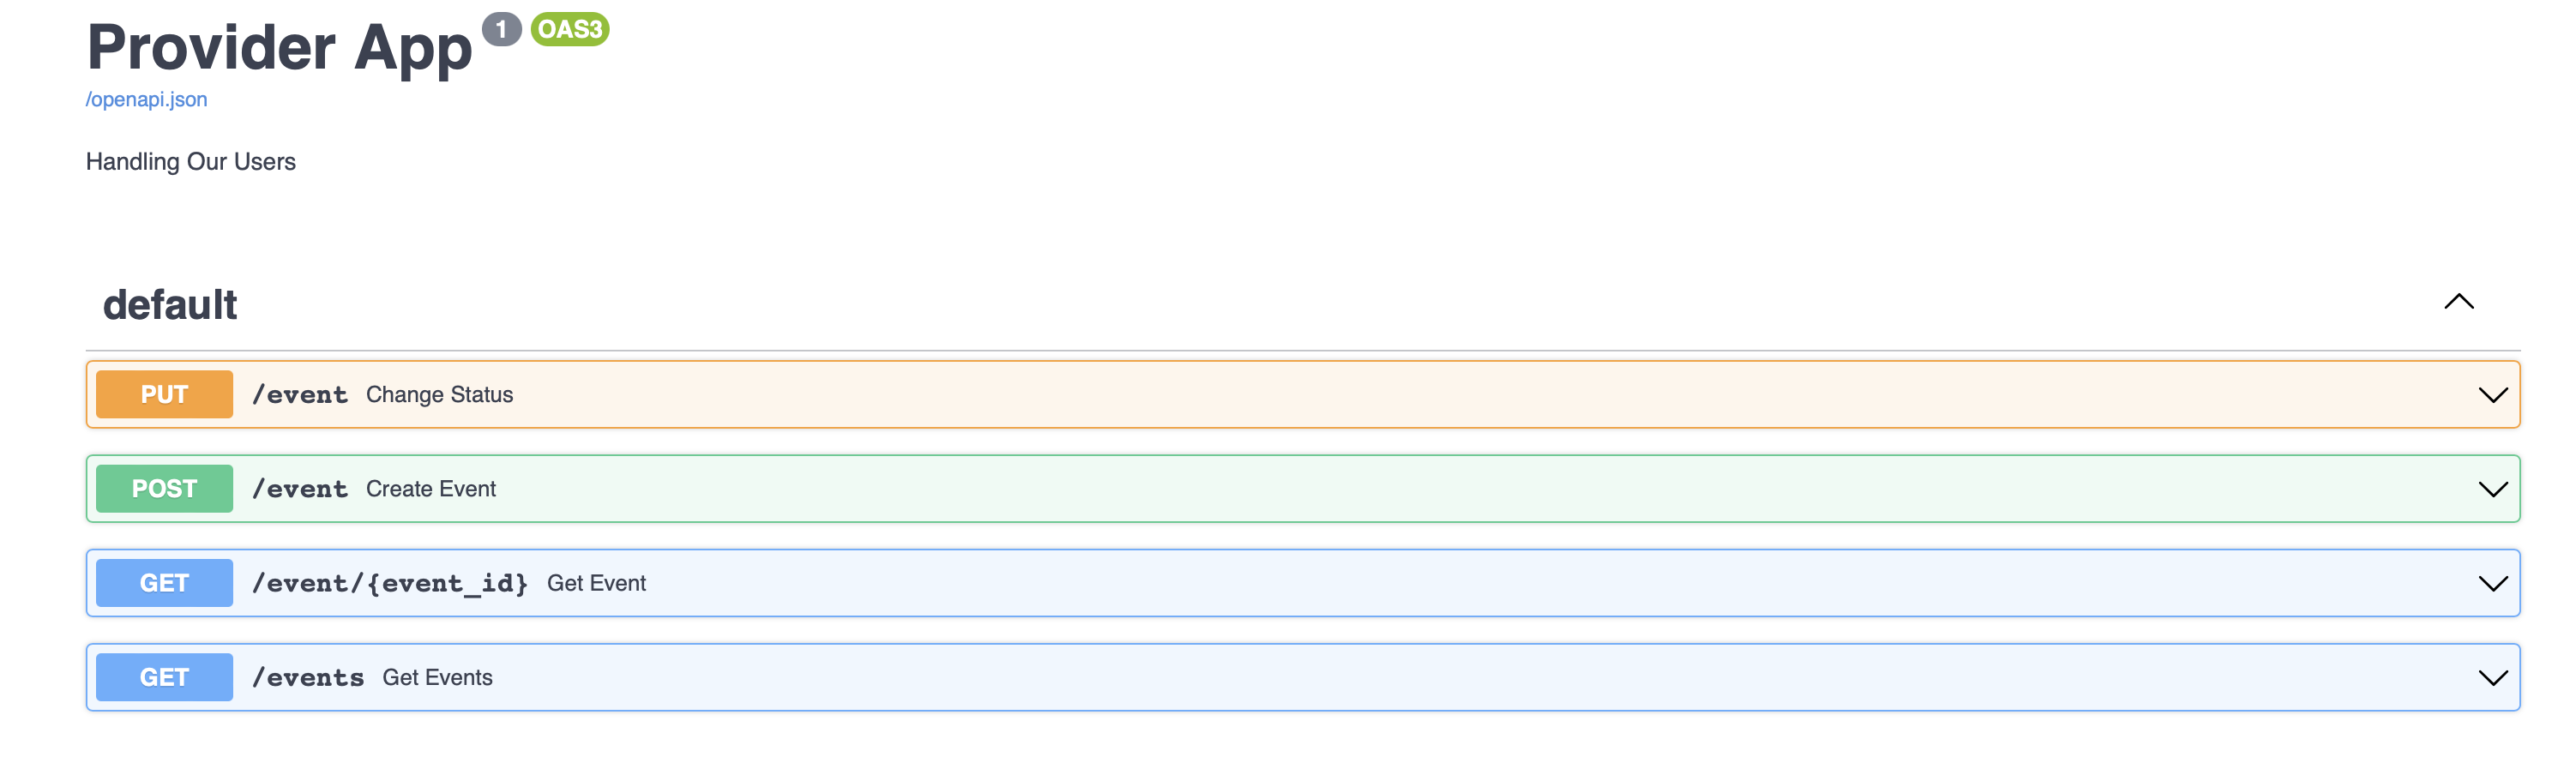 Provider App 1 OAS3
/openapi.json
Handling Our Users
default
PUT /event Change Status
POST /event Create Event
GET /event/{event_id} Get Event
GET /events Get Events